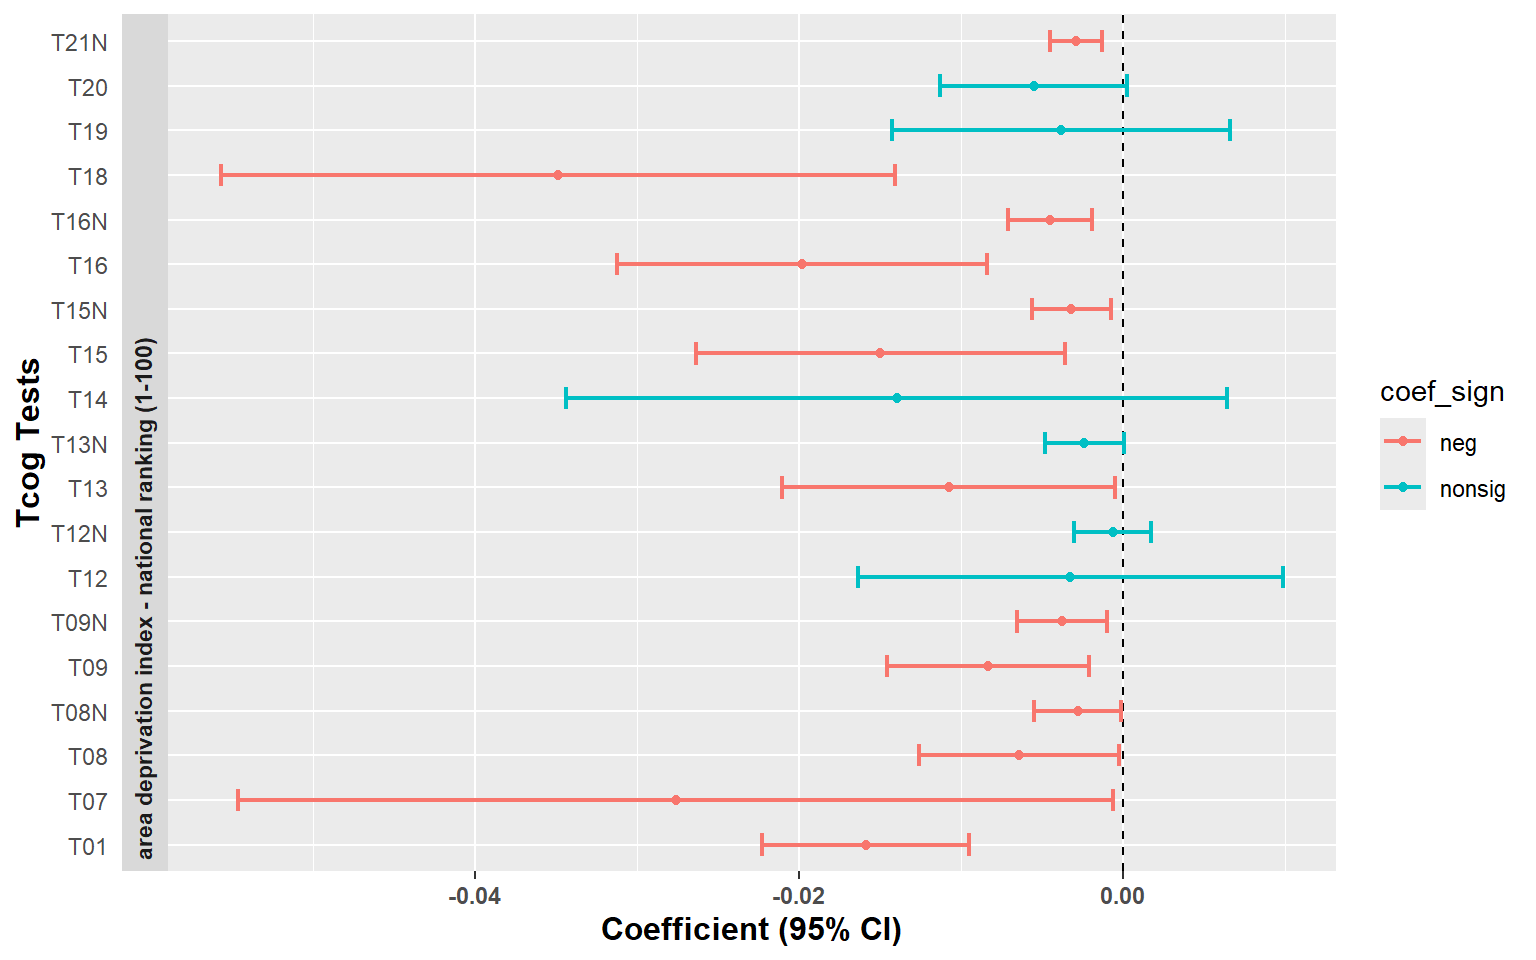 T21N
T20
T19
T18
T16N
T16
T15N
T15
T14
T13N
T13
T12N
T12
T09N
T09
T08N
T08
T07
T01
Tcog Tests
area deprivation index - national ranking (1-100)
-0.04
-0.02
0.00
Coefficient (95% CI)
coef_sign
neg
nonsig